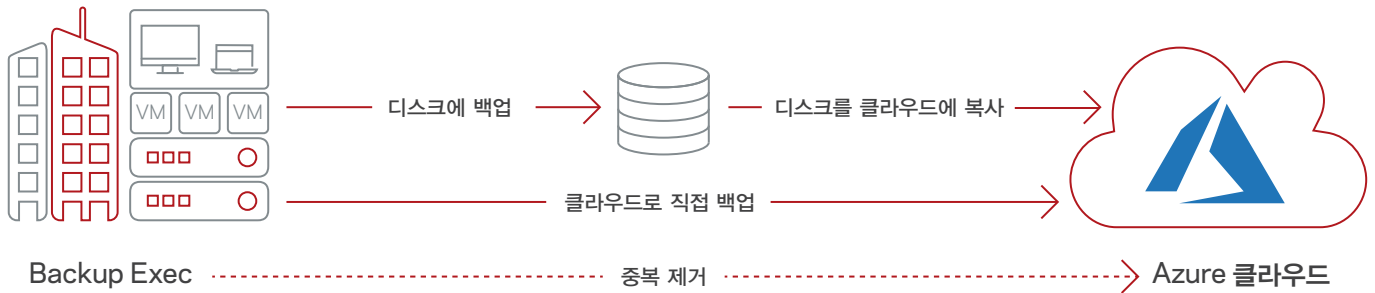 VM VM VM
디스크에 백업
디스크를 클라우드에 복사
클라우드로 직접 백업
Backup Exec
중복 제거
Azure 클라우드